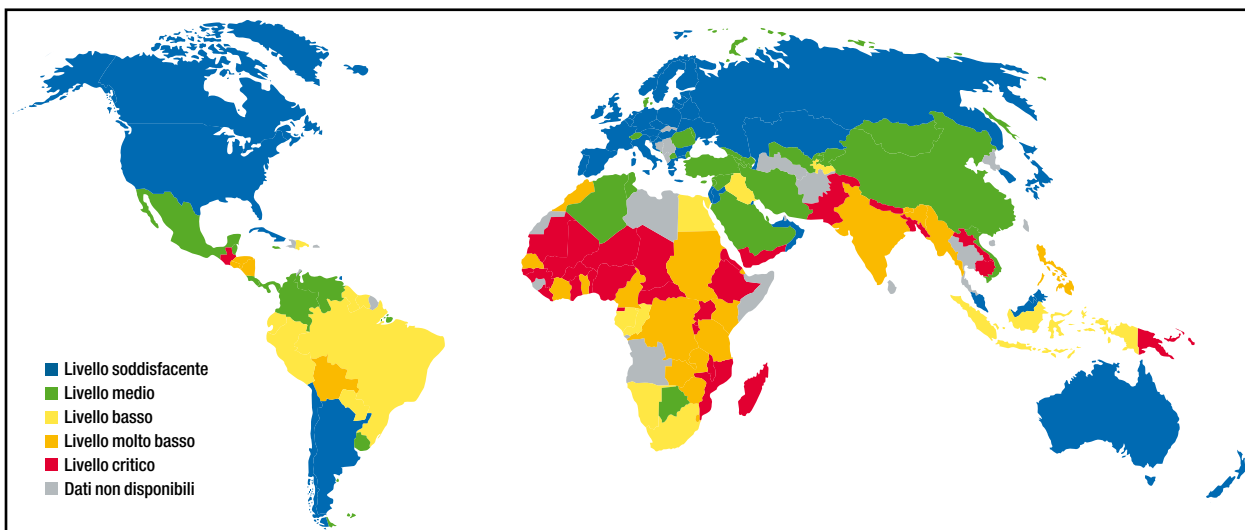 Livello soddisfacente
Livello medio
Livello basso
Livello molto basso
Livello critico
Dati non disponibili